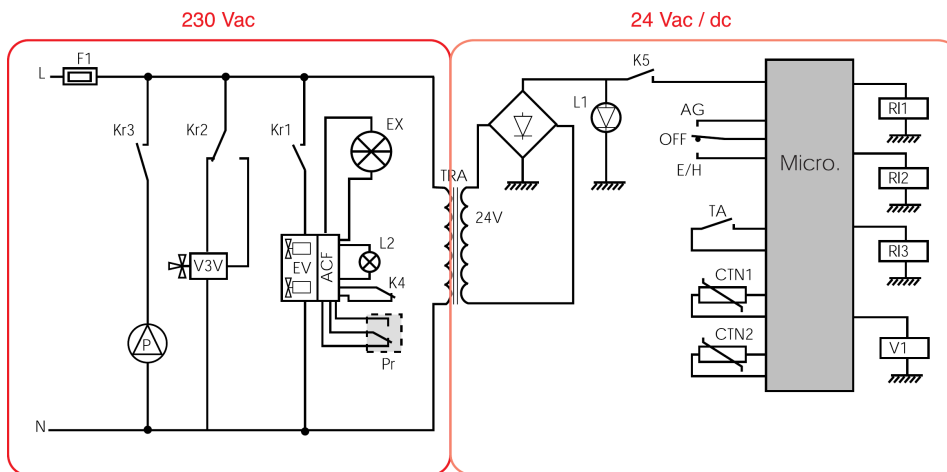 230 Vac
24 Vac / dc
F1
L
K5
L1
AG
OFF
E/H
Micro.
RI1
RI2
RI3
V1
Kr3
Kr2
Kr1
EX
TRA
24V
TA
CTN1
CTN2
V3V
EV
ACF
L2
K4
P
Pr
N